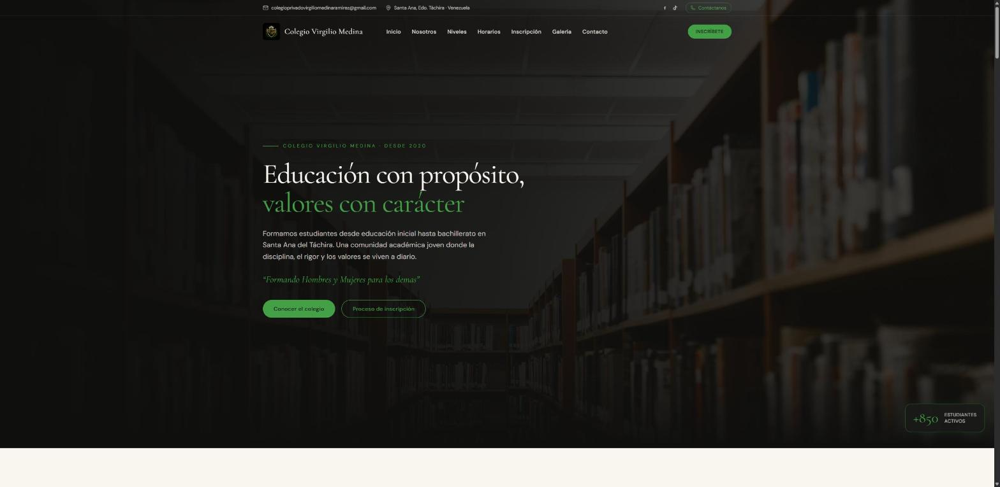 colegioprivadovirgiliomedinaramirez@gmail.com
Santa Ana, Edo. Táchira · Venezuela
Contáctanos
Colegio Virgilio Medina
Inicio
Nosotros
Niveles
Horarios
Inscripción
Galería
Contacto
INSCRÍBETE
COLEGIO VIRGILIO MEDINA · DESDE 2020
Educación con propósito,
valores con carácter
Formamos estudiantes desde educación inicial hasta bachillerato en
Santa Ana del Táchira. Una comunidad académica joven donde la
disciplina, el rigor y los valores se viven a diario.
“Formando Hombres y Mujeres para los demas”
Conocer el colegio
Proceso de inscripción
+850
ESTUDIANTES
ACTIVOS